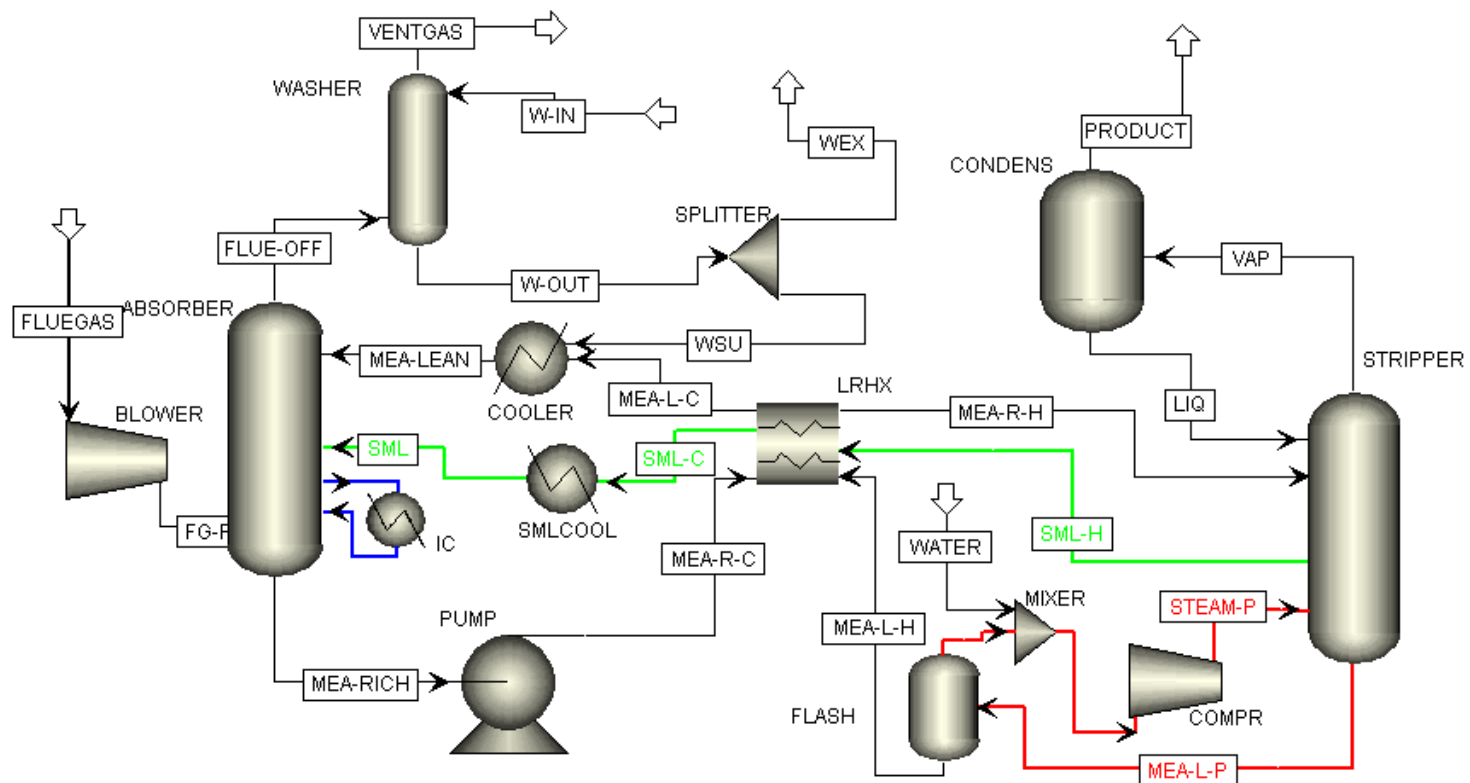 VENTGAS
WASHER
W-IN
PRODUCT
WEX
CONDENS
SPLITTER
FLUE-OFF
VAP
W-OUT
ABSORBER
FLUEGAS
WSU
MEA-LEAN
STRIPPER
LRHX
MEA-L-C
COOLER
MEA-R-H
LIQ
BLOWER
SML
SML-C
SMLCOOL
FG-P
IC
SML-H
WATER
MEA-R-C
MIXER
STEAM-P
PUMP
MEA-L-H
MEA-RICH
FLASH
COMPR
MEA-L-P